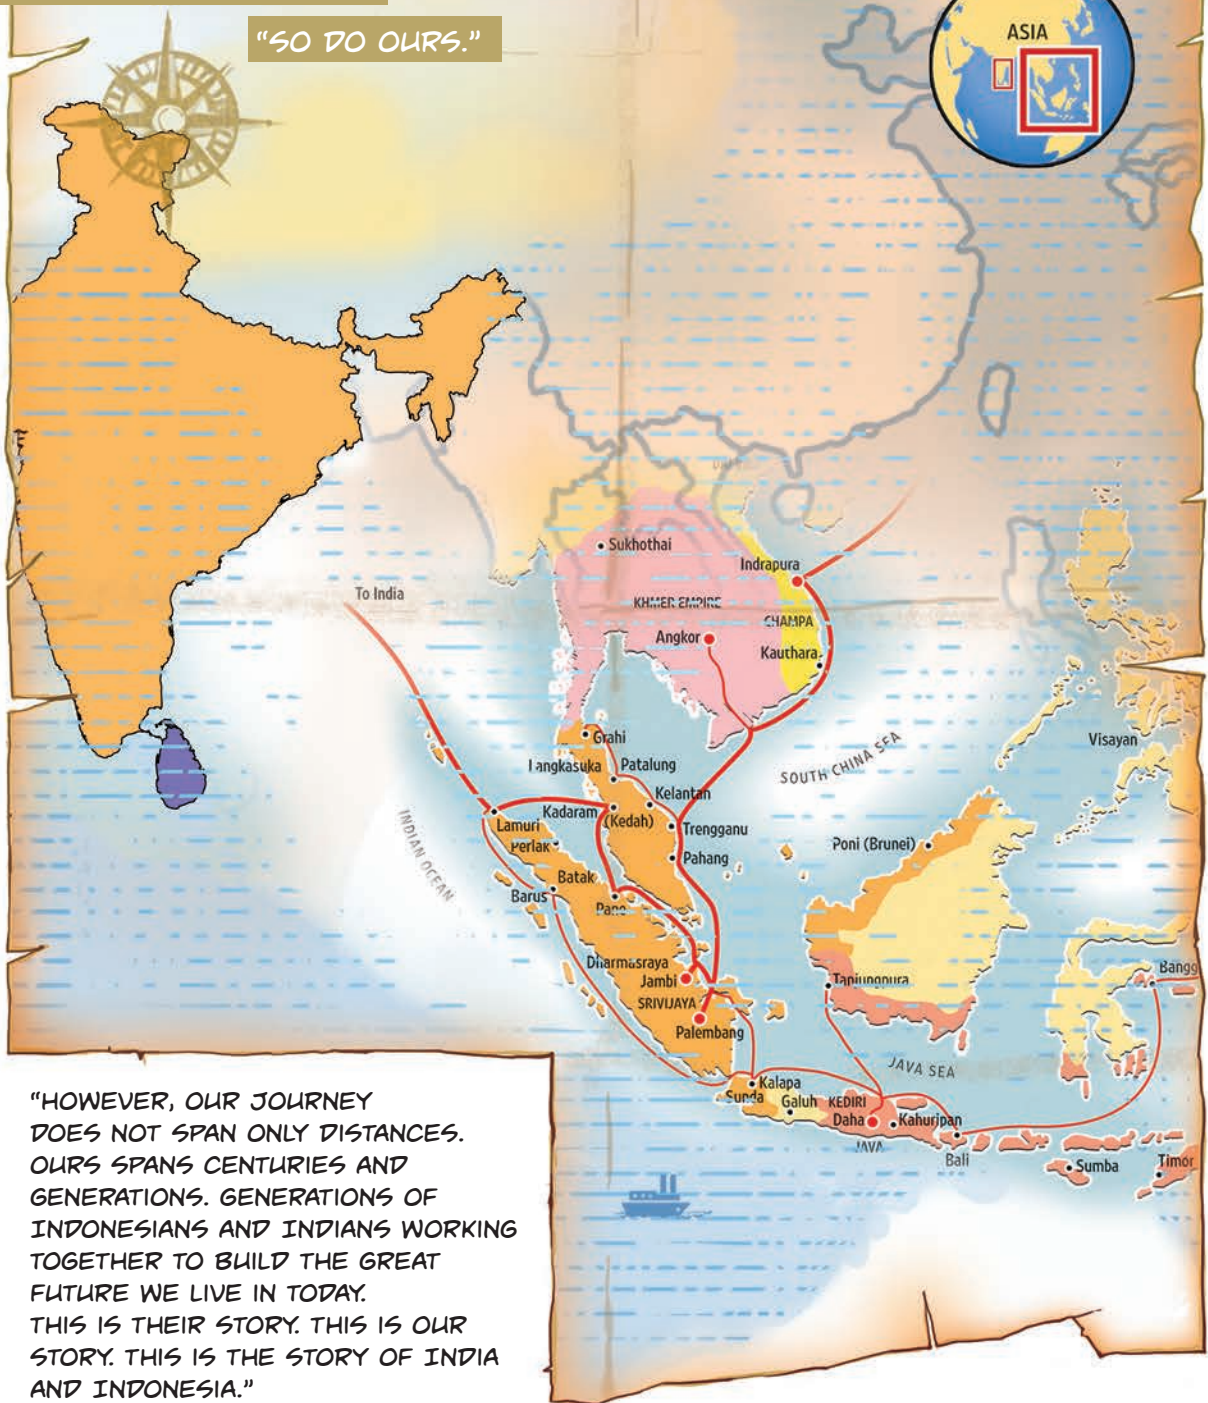 "SO DO OURS."
ASIA
Sukhothai
Indrapura
To India
KHMER EMPIRE
CHAMPA
Angkor
Kauthara
Grahi
Visayan
Langkasuka
Patalung
SOUTH CHINA SEA
Kelantan
Kadaram
(Kedah)
Lamuri
Trengganu
INDIAN OCEAN
Perlak
Poni (Brunei)
Pahang
Batak
Barus
Pane
Dharmasraya
Jambi
Tanjungpura
Bangg
SRIVIJAYA
Palembang
JAVA SEA
Kalapa
Sunda
Galuh
KEDIRI
Daha
Kahuripan
JAVA
Bali
Sumba
Timor
"HOWEVER, OUR JOURNEY
DOES NOT SPAN ONLY DISTANCES.
OURS SPANS CENTURIES AND
GENERATIONS. GENERATIONS OF
INDONESIANS AND INDIANS WORKING
TOGETHER TO BUILD THE GREAT
FUTURE WE LIVE IN TODAY.
THIS IS THEIR STORY. THIS IS OUR
STORY. THIS IS THE STORY OF INDIA
AND INDONESIA."